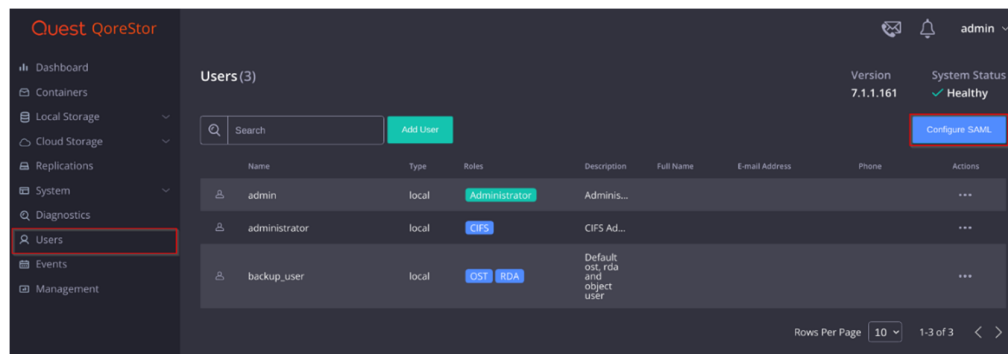 Quest QoreStor
admin
Dashboard
Containers
Local Storage
Cloud Storage
Replications
System
Diagnostics
Users
Events
Management
Users (3)
Version
7.1.1.161
System Status
Healthy
Search
Add User
Configure SAML
Name Type Roles Description Full Name E-mail Address Phone Actions
admin local Administrator Adminis...
administrator local CIFS CIFS Ad...
backup_user local OST RDA
Default
ost, rda
and
object
user
Rows Per Page 10 1-3 of 3